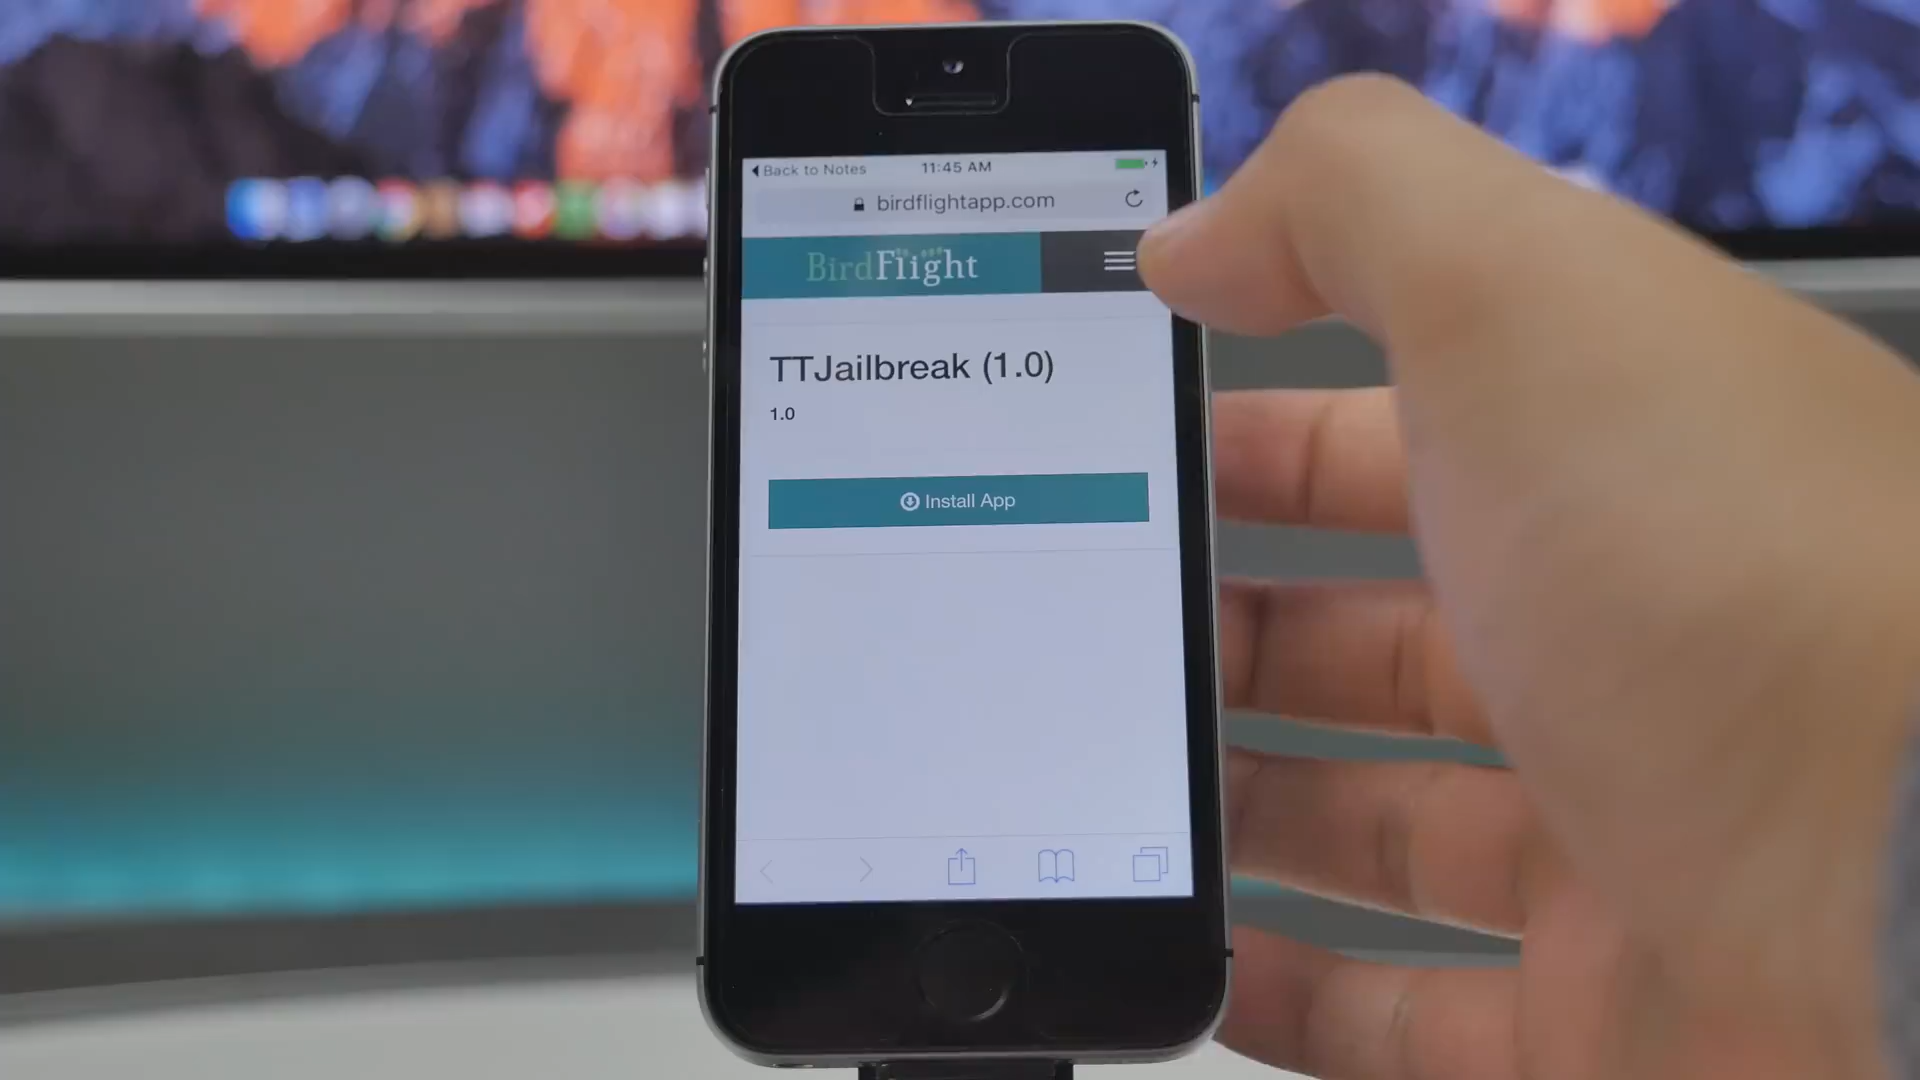 Back to Notes 11:45 AM
birdflightapp.com
BirdFlight
TTJailbreak (1.0)
1.0
Install App